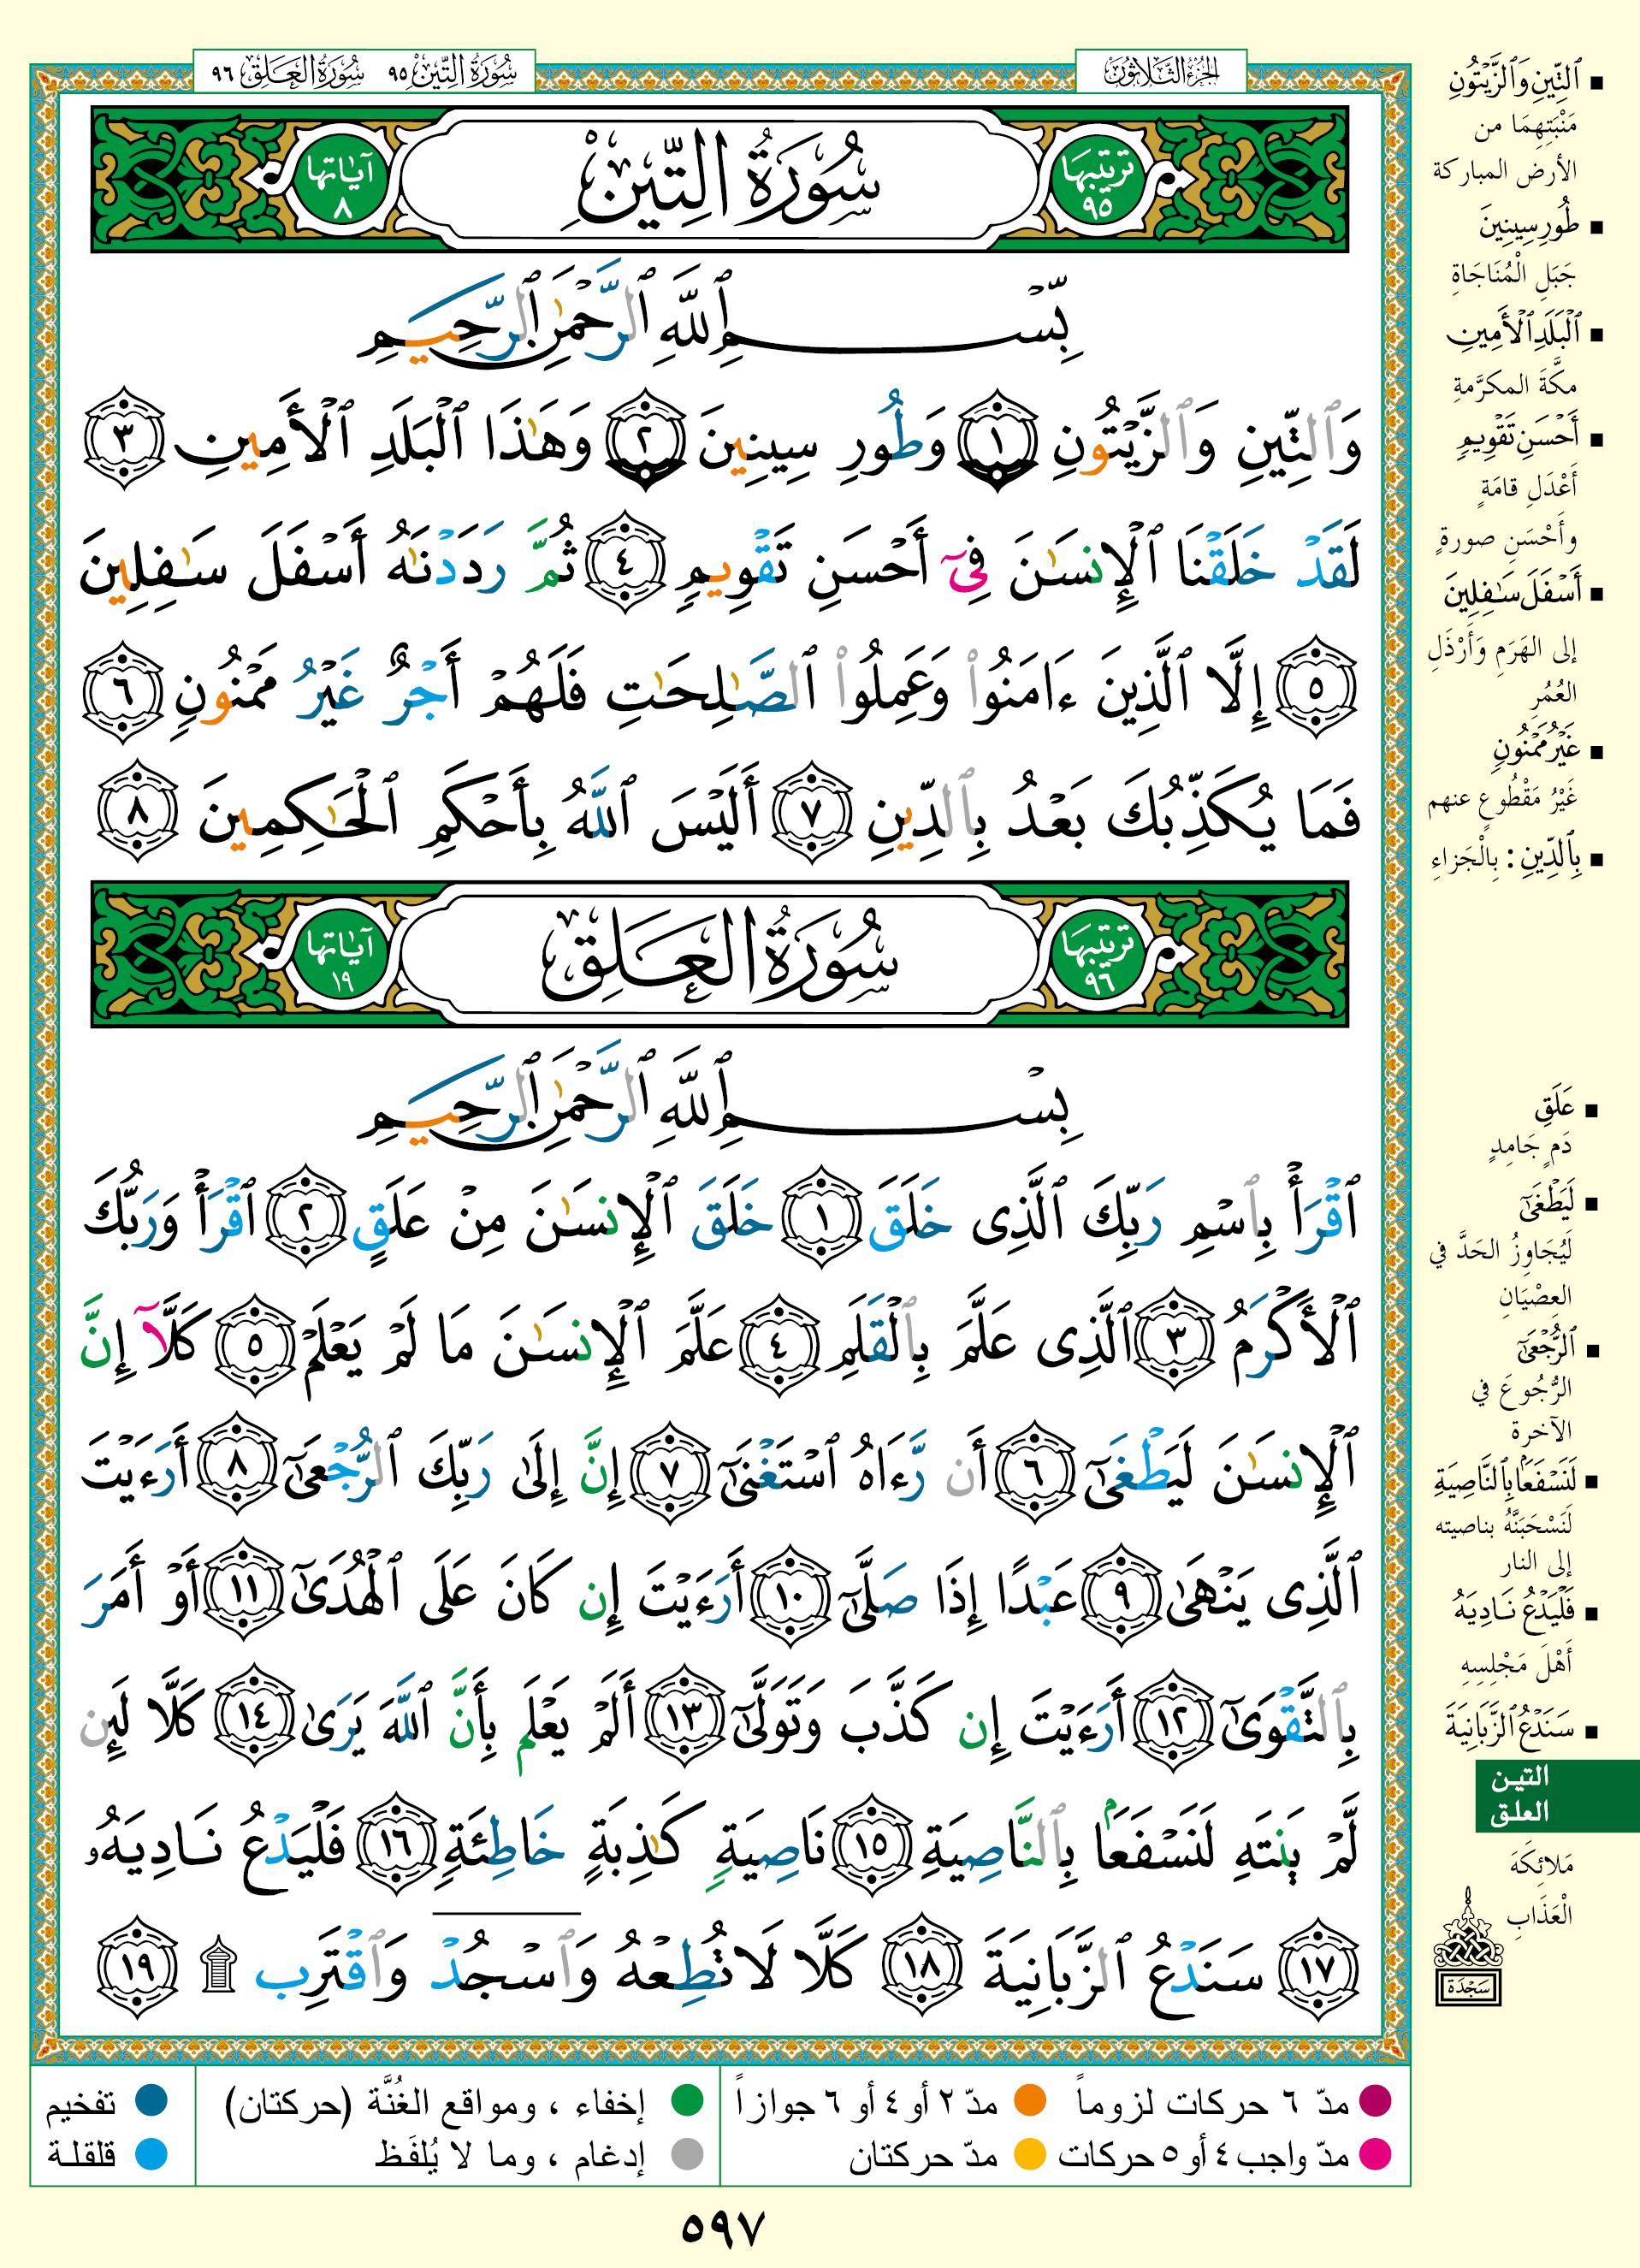 الجزء الثلاثون
سورة التين ٩٥ سورة العلق ٩٦
ترتيبها ٩٥
سُورَةُ التِّينِ
آياتها ٨
بِسْمِ ٱللَّهِ ٱلرَّحْمَٰنِ ٱلرَّحِيمِ
وَٱلتِّينِ وَٱلزَّيْتُونِ ١ وَطُورِ سِينِينَ ٢ وَهَٰذَا ٱلْبَلَدِ ٱلْأَمِينِ ٣
لَقَدْ خَلَقْنَا ٱلْإِنسَٰنَ فِىٓ أَحْسَنِ تَقْوِيمٍ ٤ ثُمَّ رَدَدْنَٰهُ أَسْفَلَ سَٰفِلِينَ
٥ إِلَّا ٱلَّذِينَ ءَامَنُوا۟ وَعَمِلُوا۟ ٱلصَّٰلِحَٰتِ فَلَهُمْ أَجْرٌ غَيْرُ مَمْنُونٍ ٦
فَمَا يُكَذِّبُكَ بَعْدُ بِٱلدِّينِ ٧ أَلَيْسَ ٱللَّهُ بِأَحْكَمِ ٱلْحَٰكِمِينَ ٨
ترتيبها ٩٦
سُورَةُ العَلَقِ
آياتها ١٩
بِسْمِ ٱللَّهِ ٱلرَّحْمَٰنِ ٱلرَّحِيمِ
ٱقْرَأْ بِٱسْمِ رَبِّكَ ٱلَّذِى خَلَقَ ١ خَلَقَ ٱلْإِنسَٰنَ مِنْ عَلَقٍ ٢ ٱقْرَأْ وَرَبُّكَ
ٱلْأَكْرَمُ ٣ ٱلَّذِى عَلَّمَ بِٱلْقَلَمِ ٤ عَلَّمَ ٱلْإِنسَٰنَ مَا لَمْ يَعْلَمْ ٥ كَلَّآ إِنَّ
ٱلْإِنسَٰنَ لَيَطْغَىٰٓ ٦ أَن رَّءَاهُ ٱسْتَغْنَىٰٓ ٧ إِنَّ إِلَىٰ رَبِّكَ ٱلرُّجْعَىٰٓ ٨ أَرَءَيْتَ
ٱلَّذِى يَنْهَىٰ ٩ عَبْدًا إِذَا صَلَّىٰٓ ١٠ أَرَءَيْتَ إِن كَانَ عَلَى ٱلْهُدَىٰٓ ١١ أَوْ أَمَرَ
بِٱلتَّقْوَىٰٓ ١٢ أَرَءَيْتَ إِن كَذَّبَ وَتَوَلَّىٰٓ ١٣ أَلَمْ يَعْلَم بِأَنَّ ٱللَّهَ يَرَىٰ ١٤ كَلَّا لَئِن
لَّمْ يَنتَهِ لَنَسْفَعًۢا بِٱلنَّاصِيَةِ ١٥ نَاصِيَةٍ كَٰذِبَةٍ خَاطِئَةٍ ١٦ فَلْيَدْعُ نَادِيَهُۥ
١٧ سَنَدْعُ ٱلزَّبَانِيَةَ ١٨ كَلَّا لَا تُطِعْهُ وَٱسْجُدْ وَٱقْتَرِب ۩ ١٩
ٱلتِّينِ وَٱلزَّيْتُونِ
مَنْبَتِهِمَا من
الأرض المباركة
طُورِ سِينِينَ
جَبَلِ الْمُنَاجَاةِ
ٱلْبَلَدِ ٱلْأَمِينِ
مكَّةَ المكرَّمةِ
أَحْسَنِ تَقْوِيمٍ
أَعْدَلِ قامَةٍ
وأَحْسَنِ صورةٍ
أَسْفَلَ سَٰفِلِينَ
إلى الهَرَمِ وَأَرْذَلِ
العُمُرِ
غَيْرُ مَمْنُونٍ
غَيْرُ مَقْطُوعٍ عنهم
بِٱلدِّينِ : بِالْجَزاءِ
عَلَقٍ
دَمٍ جَامِدٍ
لَيَطْغَىٰٓ
لَيُجَاوِزُ الحَدَّ في
العِصْيَانِ
ٱلرُّجْعَىٰٓ
الرُّجُوعَ في
الآخرة
لَنَسْفَعًۢا بِٱلنَّاصِيَةِ
لَنَسْحَبَنَّهُ بناصيته
إلى النار
فَلْيَدْعُ نَادِيَهُ
أَهْلَ مَجْلِسِهِ
سَنَدْعُ ٱلزَّبَانِيَةَ
التين
العلق
مَلائِكَةَ
الْعَذَابِ
سَجْدَة
مدّ ٦ حركات لزوماً
مدّ ٢ أو ٤ أو ٦ جوازاً
إخفاء ، ومواقع الغُنَّة (حركتان)
تفخيم
مدّ واجب ٤ أو ٥ حركات
مدّ حركتان
إدغام ، وما لا يُلفَظ
قلقلة
٥٩٧